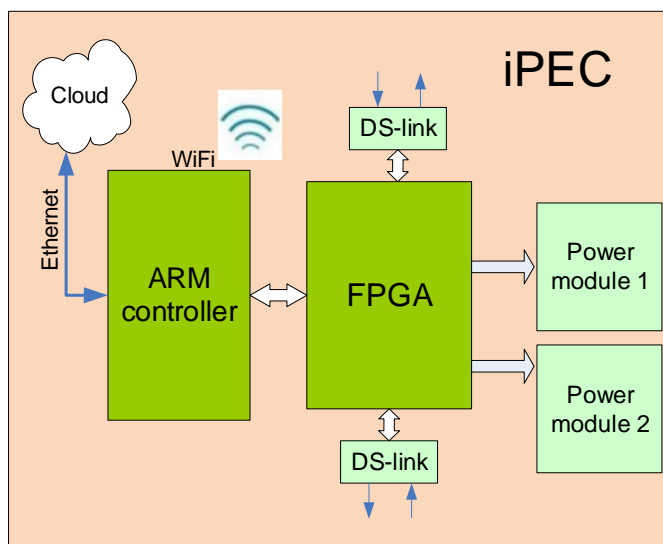 iPEC
Cloud
DS-link
WiFi
Ethernet
ARM
controller
FPGA
Power
module 1
Power
module 2
DS-link